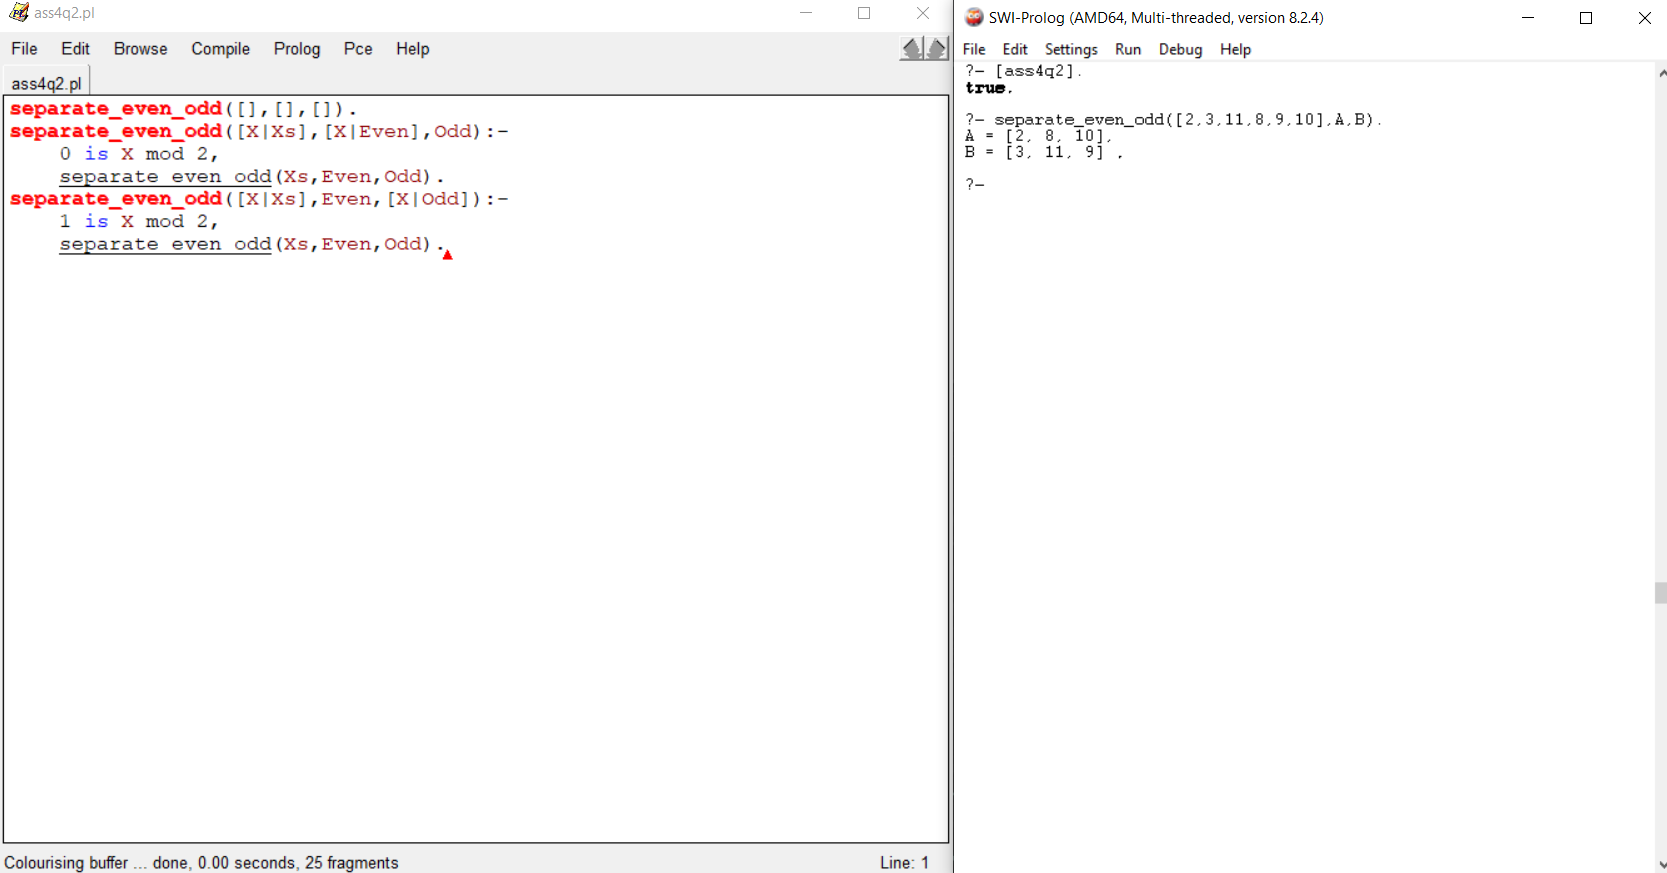 ass4q2.pl
File Edit Browse Compile Prolog Pce Help
ass4q2.pl
separate_even_odd([],[],[]).
separate_even_odd([X|Xs],[X|Even],Odd):-
    0 is X mod 2,
    separate_even_odd(Xs,Even,Odd).
separate_even_odd([X|Xs],Even,[X|Odd]):-
    1 is X mod 2,
    separate_even_odd(Xs,Even,Odd).
Colourising buffer ... done, 0.00 seconds, 25 fragments
Line: 1
SWI-Prolog (AMD64, Multi-threaded, version 8.2.4)
File Edit Settings Run Debug Help
?- [ass4q2].
true.
?- separate_even_odd([2,3,11,8,9,10],A,B).
A = [2, 8, 10],
B = [3, 11, 9] .
?-